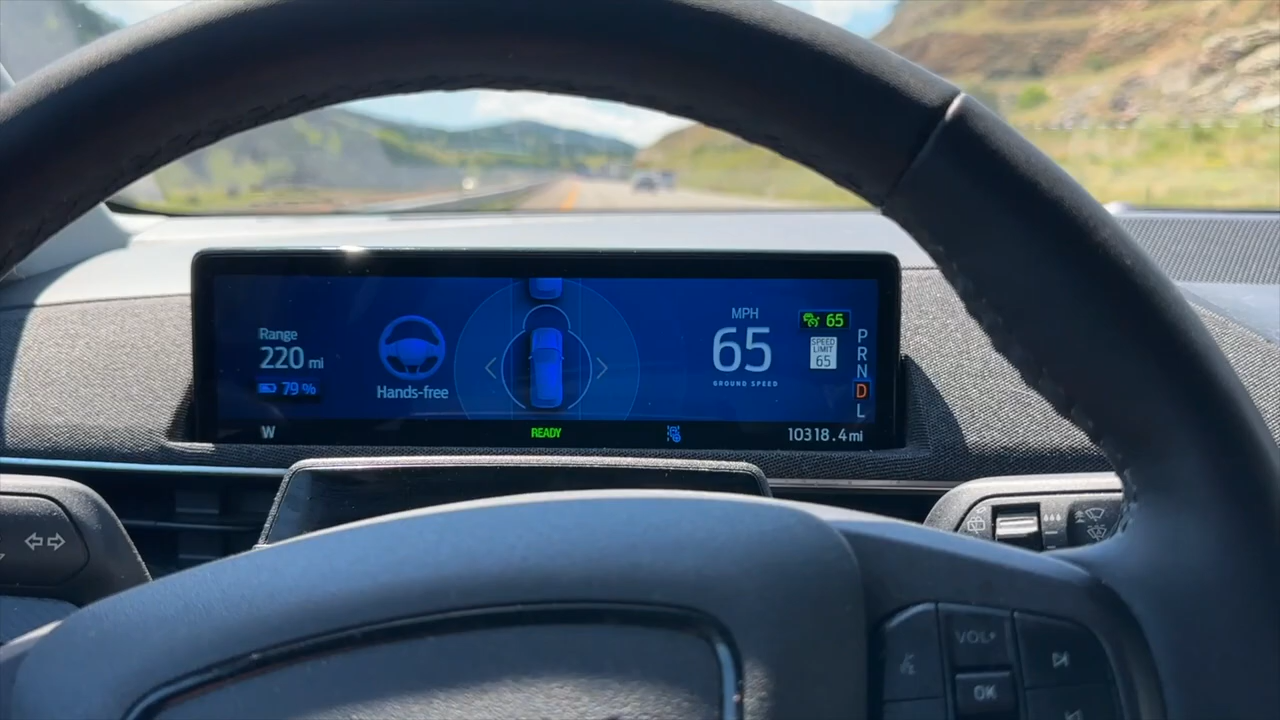 Range
220 mi
79 %
Hands-free
MPH
65
GROUND SPEED
65
SPEED
LIMIT
65
P
R
N
D
L
W
READY
10318.4 mi
VOL+
OK